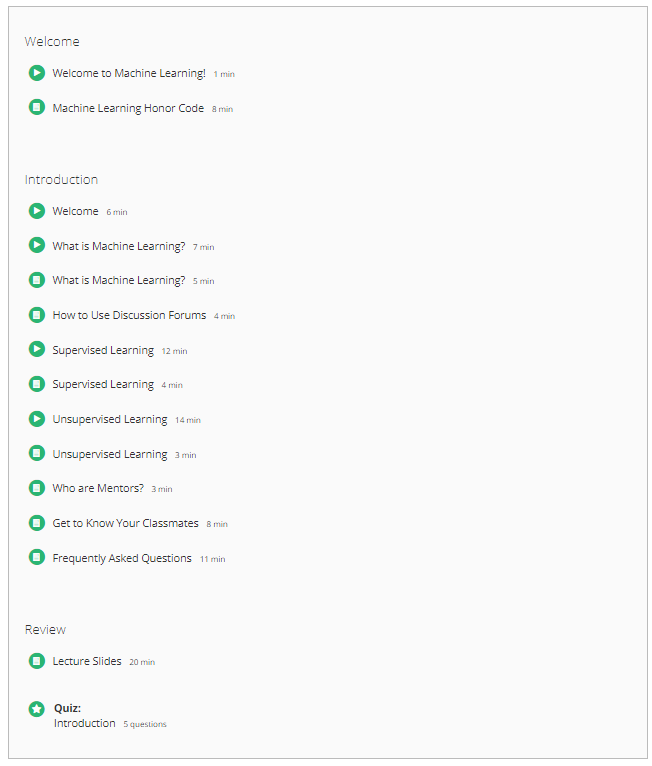 Welcome
Welcome to Machine Learning! 1 min
Machine Learning Honor Code 8 min
Introduction
Welcome 6 min
What is Machine Learning? 7 min
What is Machine Learning? 5 min
How to Use Discussion Forums 4 min
Supervised Learning 12 min
Supervised Learning 4 min
Unsupervised Learning 14 min
Unsupervised Learning 3 min
Who are Mentors? 3 min
Get to Know Your Classmates 8 min
Frequently Asked Questions 11 min
Review
Lecture Slides 20 min
Quiz:
Introduction 5 questions